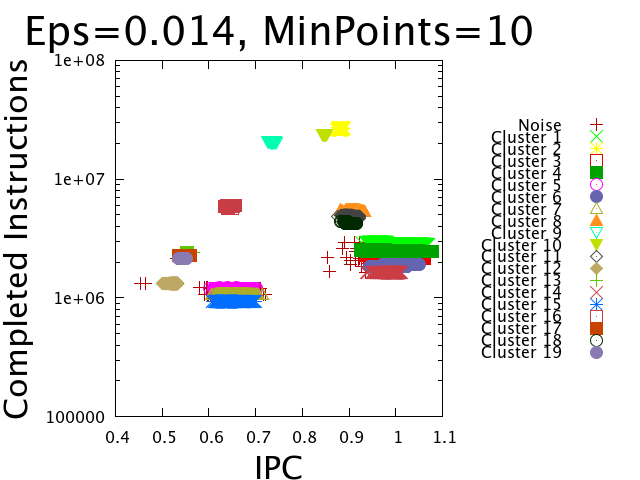 Eps=0.014, MinPoints=10
Completed Instructions
1e+08
1e+07
1e+06
100000
0.4 0.5 0.6 0.7 0.8 0.9 1 1.1
IPC
Noise
Cluster 1
Cluster 2
Cluster 3
Cluster 4
Cluster 5
Cluster 6
Cluster 7
Cluster 8
Cluster 9
Cluster 10
Cluster 11
Cluster 12
Cluster 13
Cluster 14
Cluster 15
Cluster 16
Cluster 17
Cluster 18
Cluster 19